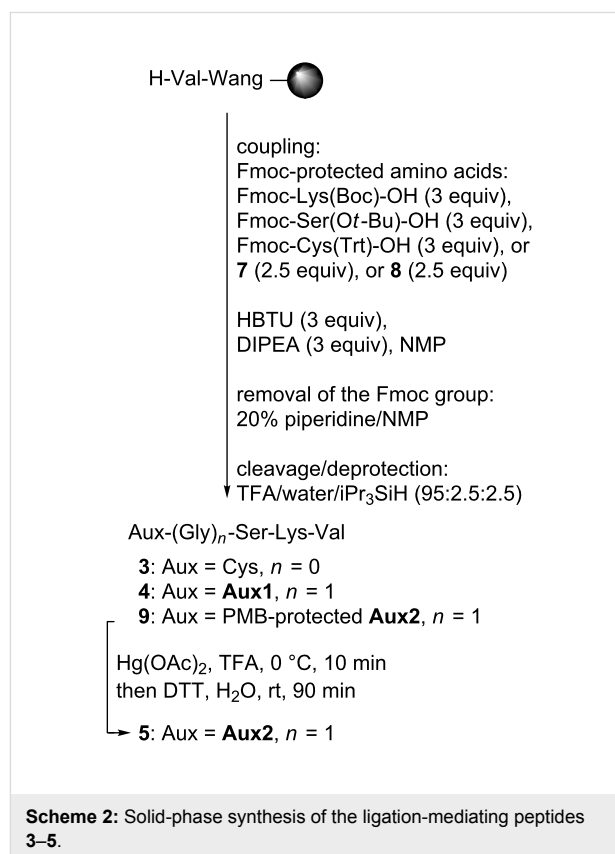 H-Val-Wang
coupling:
Fmoc-protected amino acids:
Fmoc-Lys(Boc)-OH (3 equiv),
Fmoc-Ser(Ot-Bu)-OH (3 equiv),
Fmoc-Cys(Trt)-OH (3 equiv), or
7 (2.5 equiv), or 8 (2.5 equiv)
HBTU (3 equiv),
DIPEA (3 equiv), NMP
removal of the Fmoc group:
20% piperidine/NMP
cleavage/deprotection:
TFA/water/iPr₃SiH (95:2.5:2.5)
Aux-(Gly)ₙ-Ser-Lys-Val
3: Aux = Cys, n = 0
4: Aux = Aux1, n = 1
9: Aux = PMB-protected Aux2, n = 1
Hg(OAc)₂, TFA, 0 °C, 10 min
then DTT, H₂O, rt, 90 min
5: Aux = Aux2, n = 1
Scheme 2: Solid-phase synthesis of the ligation-mediating peptides
3–5.